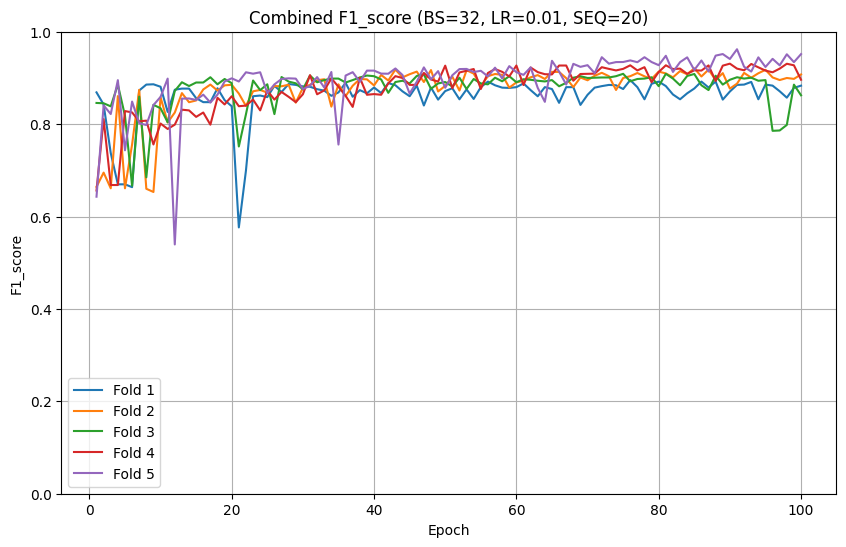 Combined F1_score (BS=32, LR=0.01, SEQ=20)
1.0
0.8
0.6
0.4
0.2
0.0
F1_score
Fold 1
Fold 2
Fold 3
Fold 4
Fold 5
0 20 40 60 80 100
Epoch